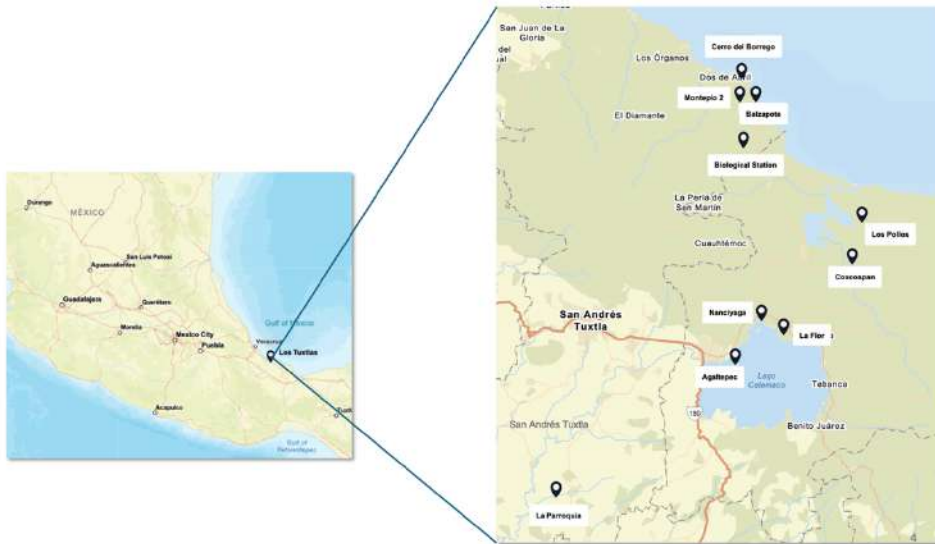 Durango
MÉXICO
San Luis Potosí
Aguascalientes
Guadalajara
Querétaro
Morelia
Mexico City
Puebla
Gulf of México
Veracruz
Los Tuxtlas
Acapulco
Gulf of
Tehuantepec
San Juan de La
Gloria
del
Cerro del Borrego
Los Órganos
Dos de Abril
Montepío 2
Balzapote
El Diamante
Biological Station
La Perla de
San Martín
Los Pollos
Cuauhtémoc
Coscoapan
Nanciyaga
San Andrés
Tuxtla
La Flor
Agaltepec
Lago
Catemaco
Tebanca
180
San Andrés Tuxtla
Benito Juárez
La Parroquia
4